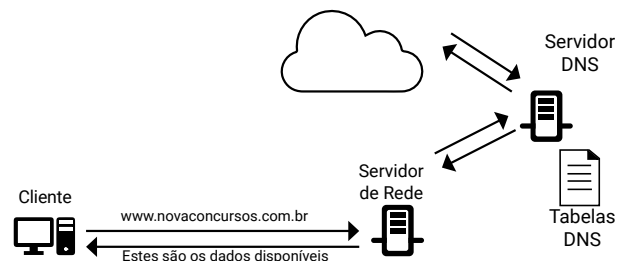 Servidor
DNS
Servidor
de Rede
Cliente
www.novaconcursos.com.br
Estes são os dados disponíveis
Tabelas
DNS